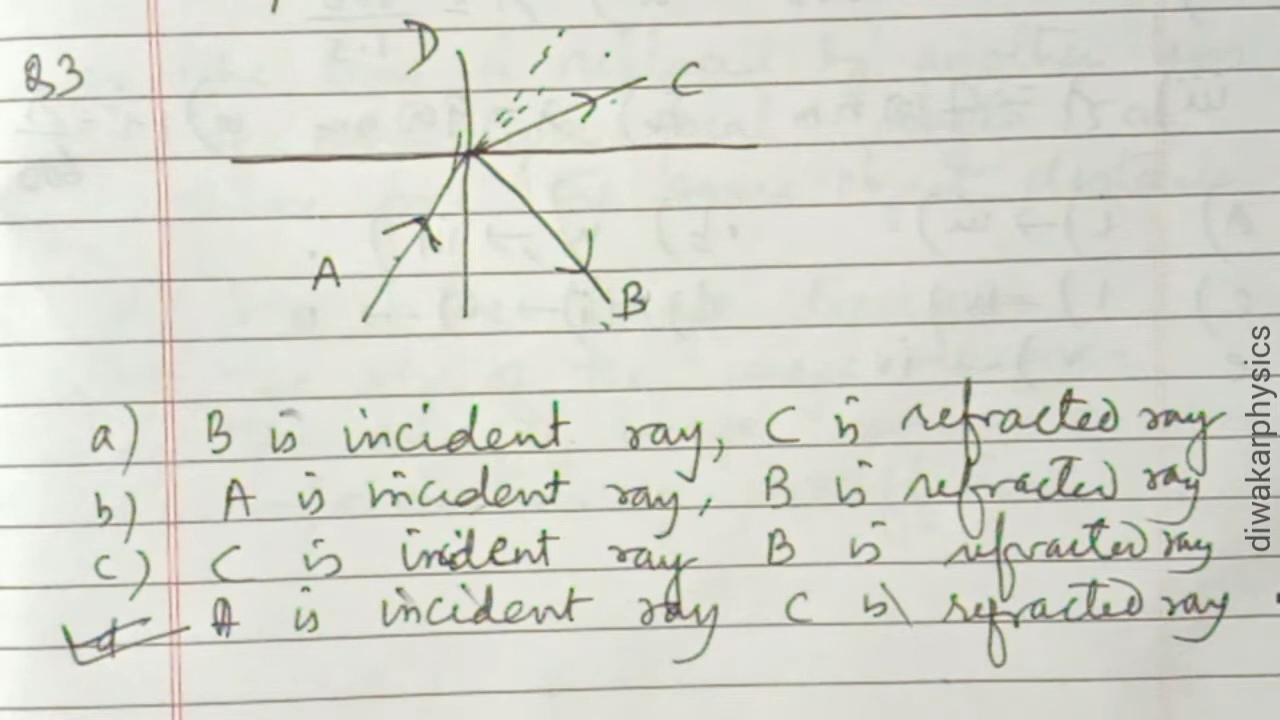 Q3
D
C
A
B
a) B is incident ray, C is refracted ray
b) A is incident ray, B is refracted ray
c) C is incident ray B is refracted ray
d A is incident ray C is refracted ray
diwakarphysics